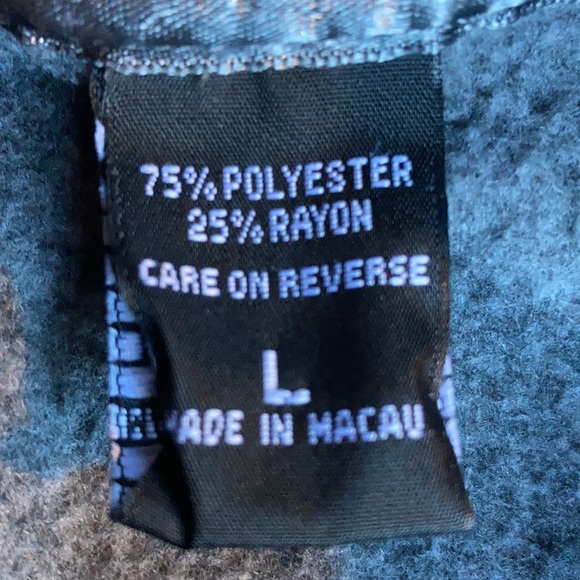 75% POLYESTER
25% RAYON
CARE ON REVERSE
L
MADE IN MACAU